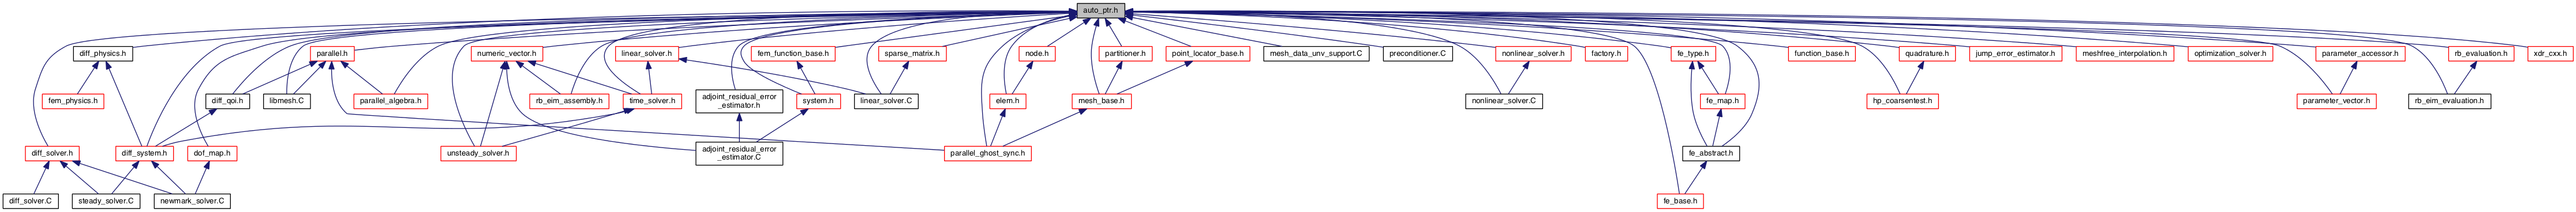 auto_ptr.h
diff_physics.h
parallel.h
numeric_vector.h
linear_solver.h
fem_function_base.h
sparse_matrix.h
node.h
partitioner.h
point_locator_base.h
mesh_data_unv_support.C
preconditioner.C
nonlinear_solver.h
factory.h
fe_type.h
function_base.h
quadrature.h
jump_error_estimator.h
meshfree_interpolation.h
optimization_solver.h
parameter_accessor.h
rb_evaluation.h
xdr_cxx.h
fem_physics.h
diff_qoi.h
libmesh.C
parallel_algebra.h
rb_eim_assembly.h
time_solver.h
adjoint_residual_error
_estimator.h
system.h
linear_solver.C
elem.h
mesh_base.h
nonlinear_solver.C
fe_map.h
hp_coarsentest.h
parameter_vector.h
rb_eim_evaluation.h
diff_solver.h
diff_system.h
dof_map.h
unsteady_solver.h
adjoint_residual_error
_estimator.C
parallel_ghost_sync.h
fe_abstract.h
diff_solver.C
steady_solver.C
newmark_solver.C
fe_base.h